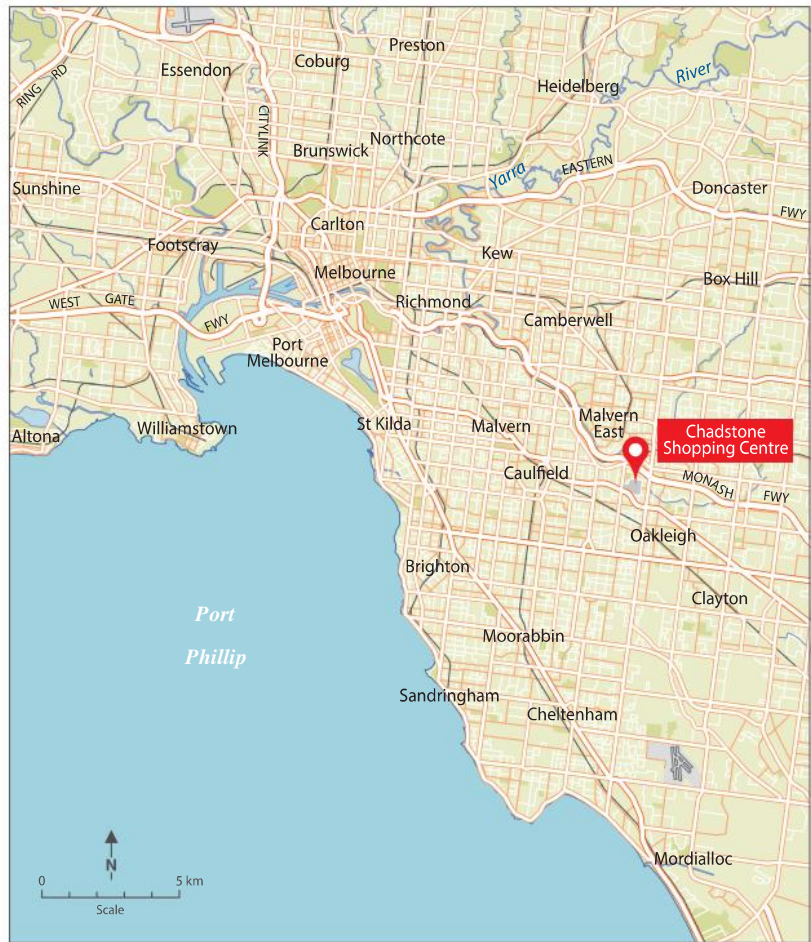 Preston
Coburg
Essendon
River
RING RD
Heidelberg
CITYLINK
Northcote
Brunswick
EASTERN
Yarra
Sunshine
Doncaster
FWY
Carlton
Footscray
Kew
Melbourne
Box Hill
WEST GATE
Richmond
FWY
Camberwell
Port
Melbourne
Malvern
East
St Kilda
Malvern
Williamstown
Altona
Chadstone
Shopping Centre
Caulfield
MONASH
FWY
Oakleigh
Brighton
Clayton
Port
Phillip
Moorabbin
Sandringham
Cheltenham
N
Mordialloc
0 5 km
Scale